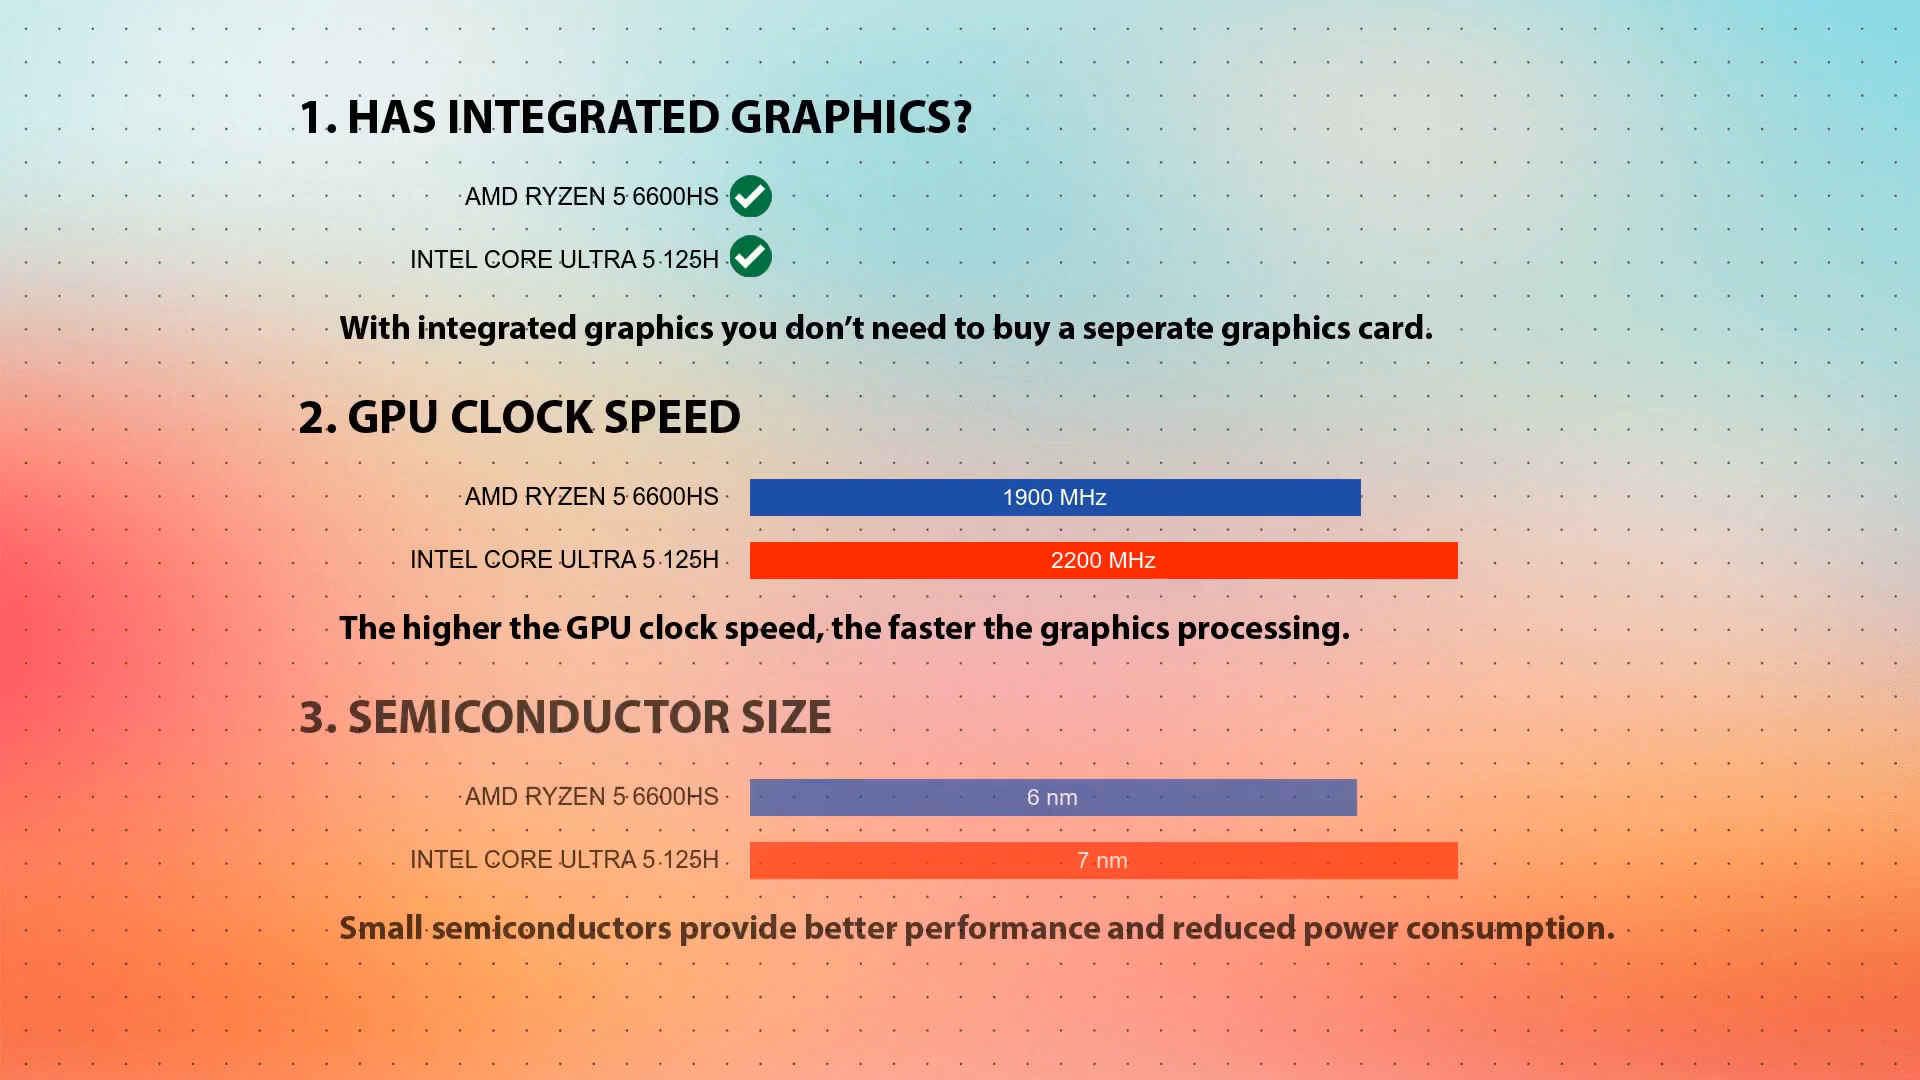 1. HAS INTEGRATED GRAPHICS?
AMD RYZEN 5 6600HS
INTEL CORE ULTRA 5 125H
With integrated graphics you don’t need to buy a seperate graphics card.
2. GPU CLOCK SPEED
AMD RYZEN 5 6600HS 1900 MHz
INTEL CORE ULTRA 5 125H 2200 MHz
The higher the GPU clock speed, the faster the graphics processing.
3. SEMICONDUCTOR SIZE
AMD RYZEN 5 6600HS 6 nm
INTEL CORE ULTRA 5 125H 7 nm
Small semiconductors provide better performance and reduced power consumption.